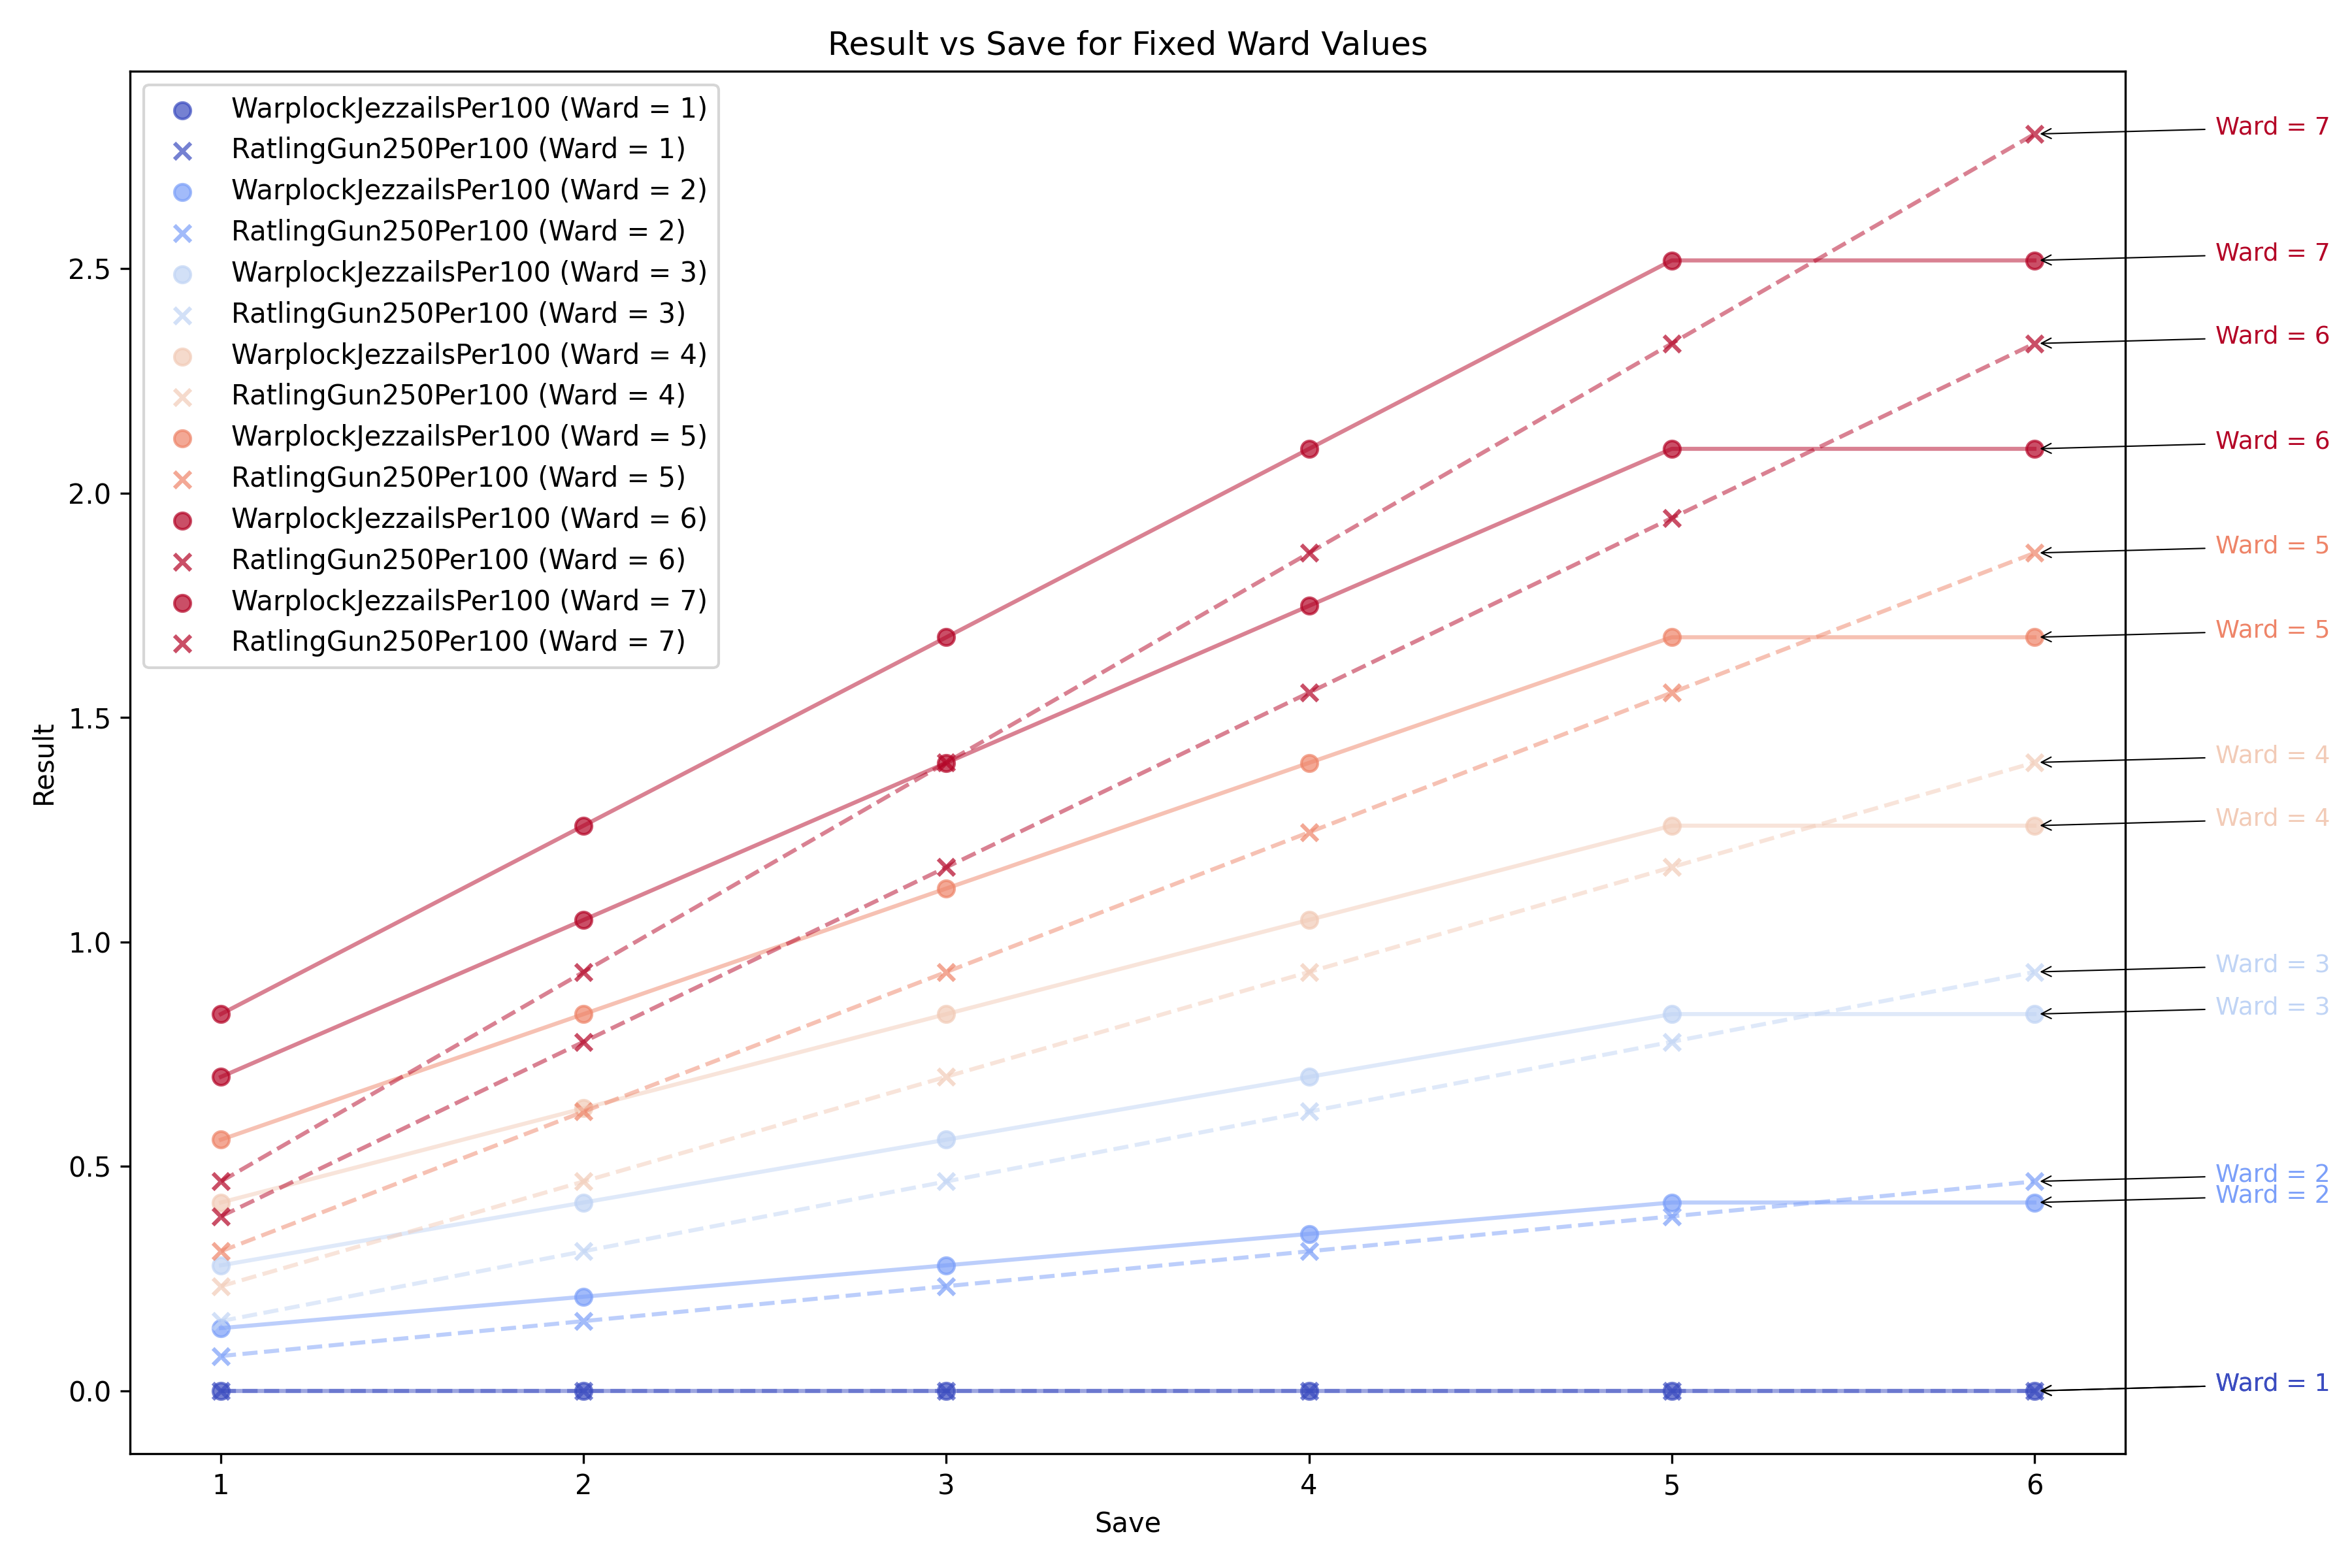 Result vs Save for Fixed Ward Values
WarplockJezzailsPer100 (Ward = 1)
RatlingGun250Per100 (Ward = 1)
WarplockJezzailsPer100 (Ward = 2)
RatlingGun250Per100 (Ward = 2)
WarplockJezzailsPer100 (Ward = 3)
RatlingGun250Per100 (Ward = 3)
WarplockJezzailsPer100 (Ward = 4)
RatlingGun250Per100 (Ward = 4)
WarplockJezzailsPer100 (Ward = 5)
RatlingGun250Per100 (Ward = 5)
WarplockJezzailsPer100 (Ward = 6)
RatlingGun250Per100 (Ward = 6)
WarplockJezzailsPer100 (Ward = 7)
RatlingGun250Per100 (Ward = 7)
Ward = 7
Ward = 7
Ward = 6
Ward = 6
Ward = 5
Ward = 5
Ward = 4
Ward = 4
Ward = 3
Ward = 3
Ward = 2
Ward = 2
Ward = 1
2.5
2.0
1.5
1.0
0.5
0.0
Result
1 2 3 4 5 6
Save